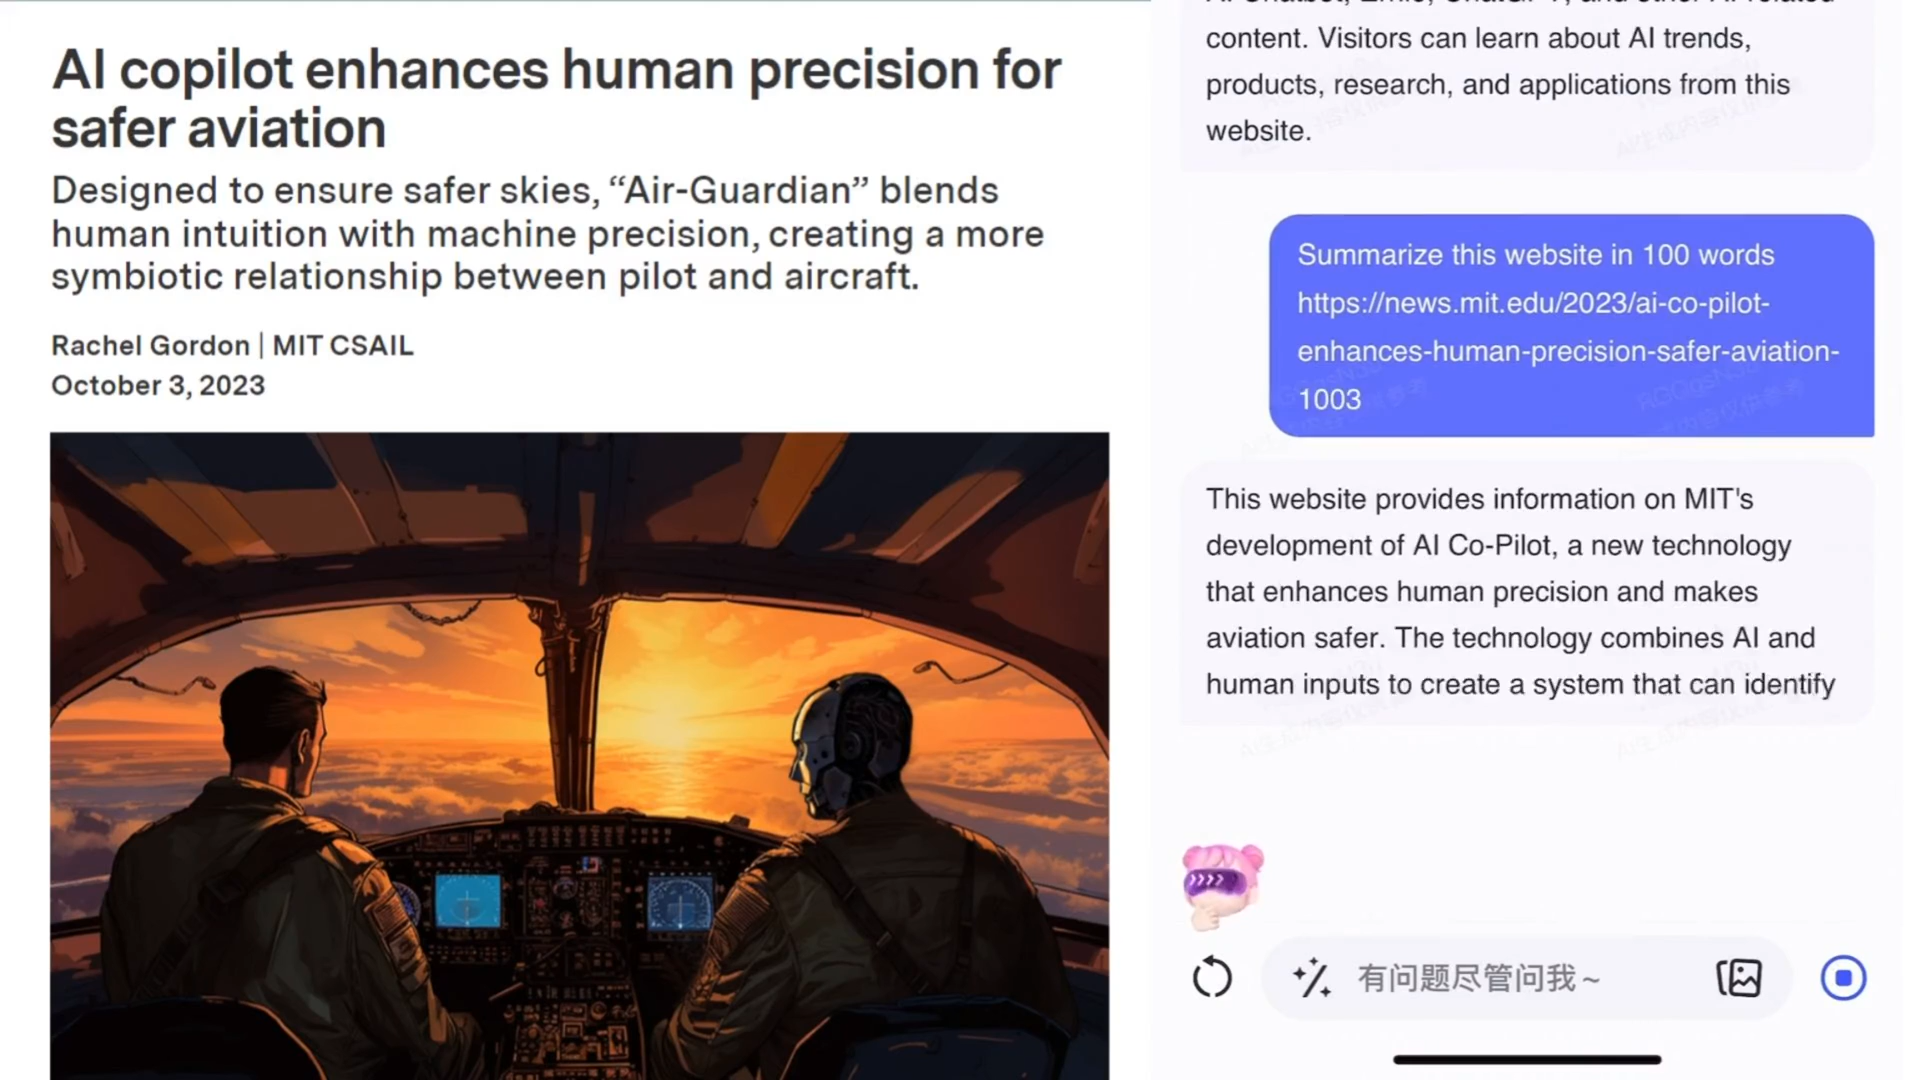 AI copilot enhances human precision for
safer aviation
Designed to ensure safer skies, “Air-Guardian” blends
human intuition with machine precision, creating a more
symbiotic relationship between pilot and aircraft.
Rachel Gordon | MIT CSAIL
October 3, 2023
content. Visitors can learn about AI trends,
products, research, and applications from this
website.
Summarize this website in 100 words
https://news.mit.edu/2023/ai-co-pilot-
enhances-human-precision-safer-aviation-
1003
This website provides information on MIT's
development of AI Co-Pilot, a new technology
that enhances human precision and makes
aviation safer. The technology combines AI and
human inputs to create a system that can identify
有问题尽管问我~